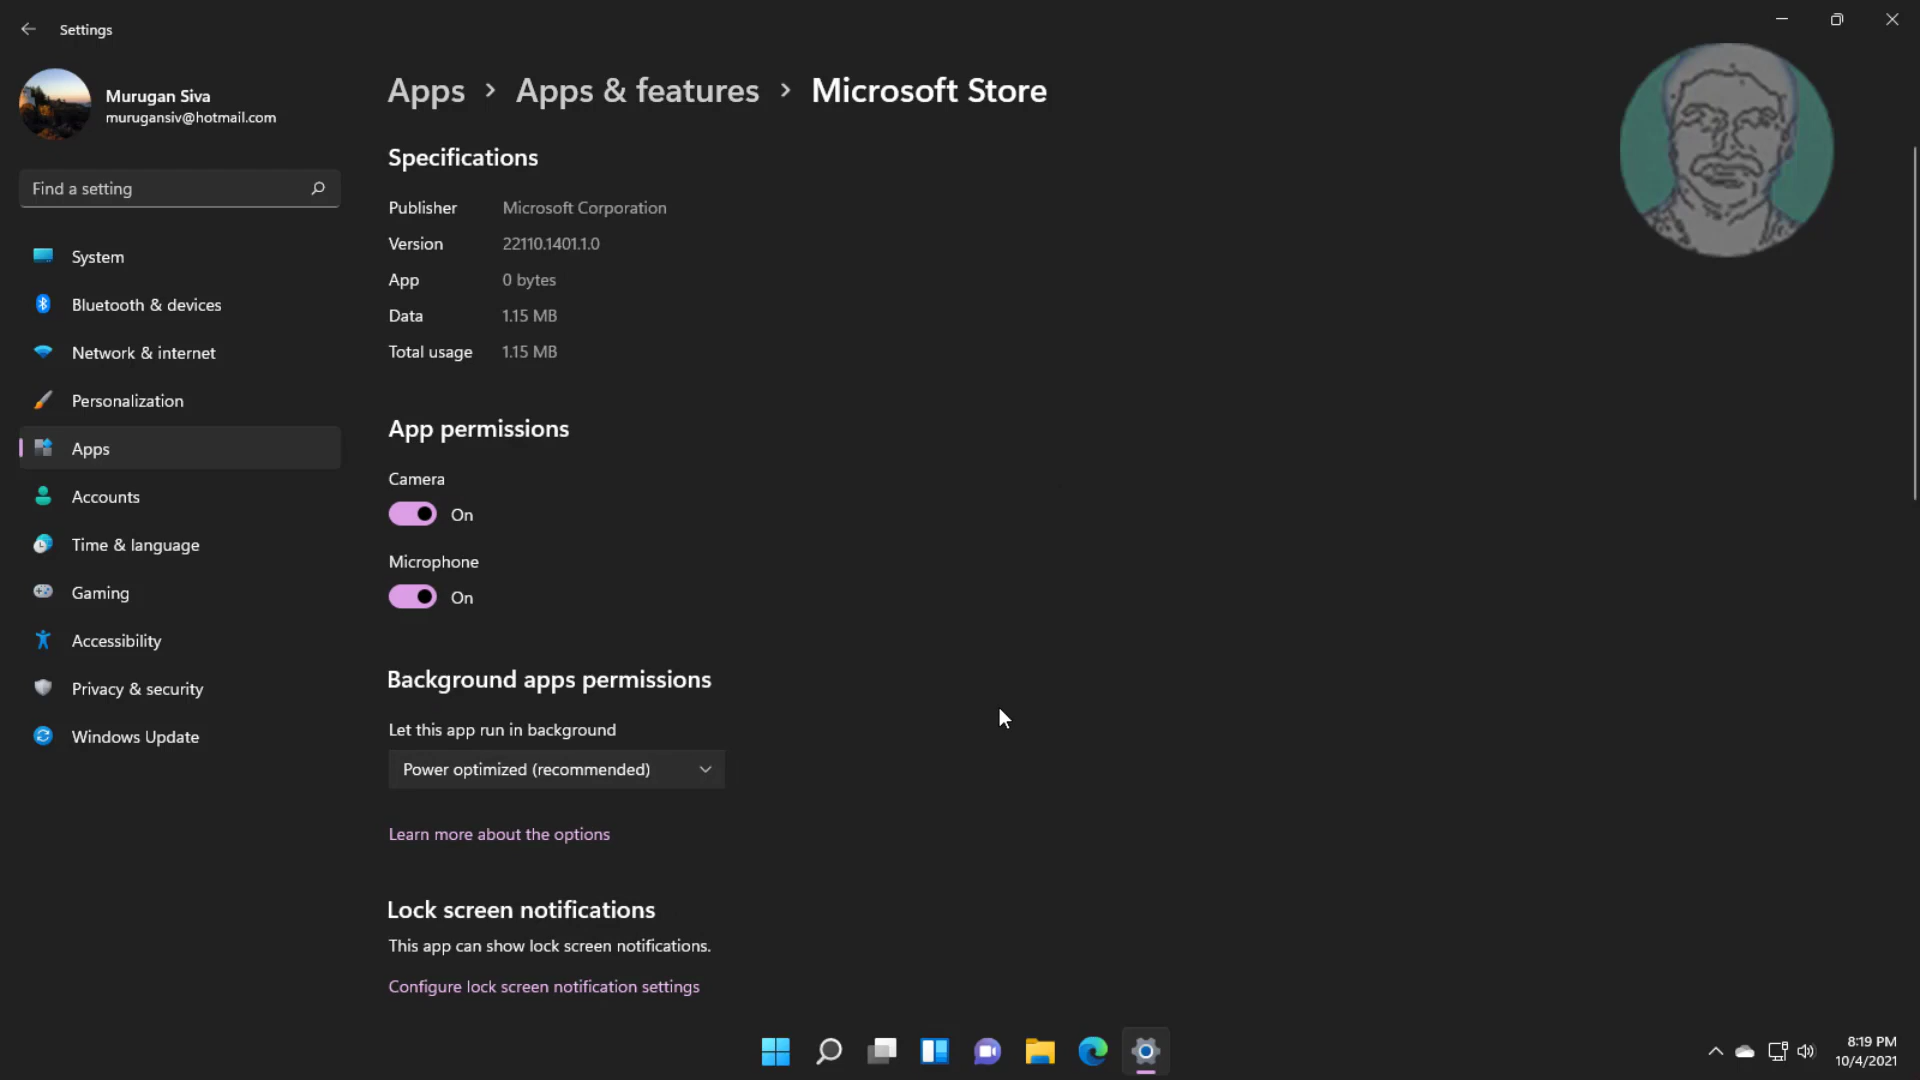 Settings
Murugan Siva
murugansiv@hotmail.com
Find a setting
System
Bluetooth & devices
Network & internet
Personalization
Apps
Accounts
Time & language
Gaming
Accessibility
Privacy & security
Windows Update
Apps > Apps & features > Microsoft Store
Specifications
Publisher Microsoft Corporation
Version 22110.1401.1.0
App 0 bytes
Data 1.15 MB
Total usage 1.15 MB
App permissions
Camera
On
Microphone
On
Background apps permissions
Let this app run in background
Power optimized (recommended)
Learn more about the options
Lock screen notifications
This app can show lock screen notifications.
Configure lock screen notification settings
8:19 PM
10/4/2021